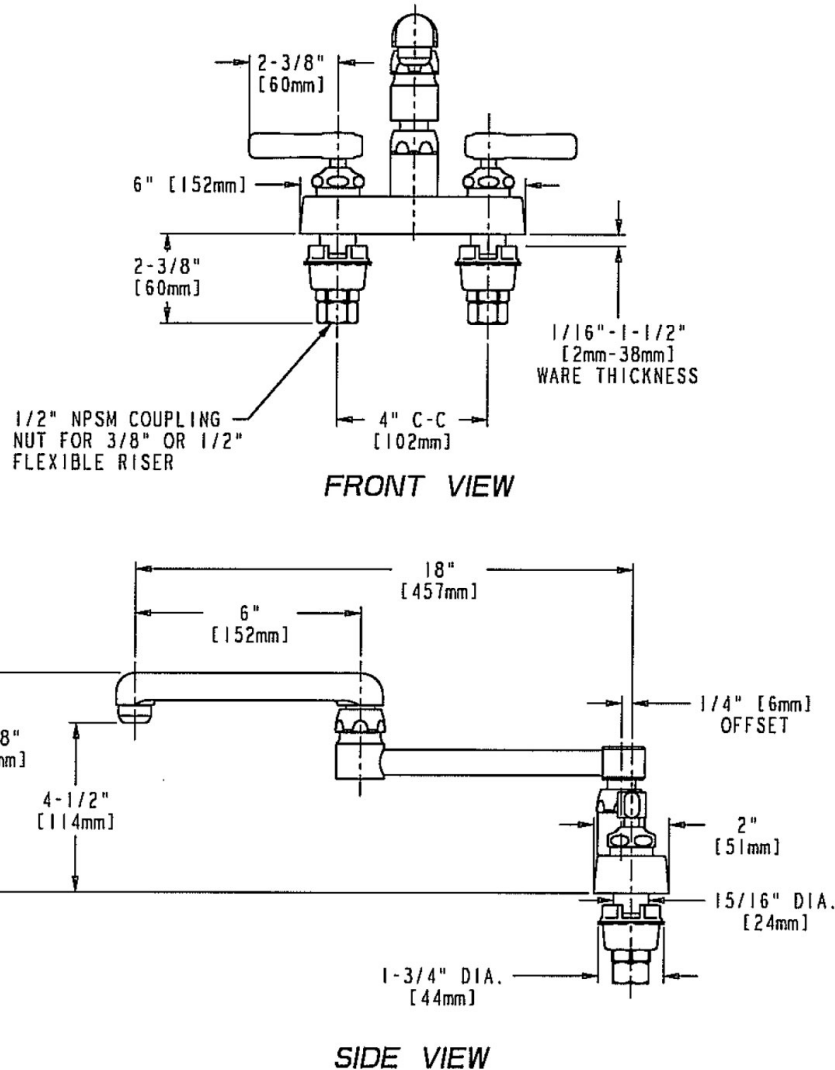 2-3/8"
[60mm]
6" [152mm]
2-3/8"
[60mm]
1/16"-1-1/2"
[2mm-38mm]
WARE THICKNESS
1/2" NPSM COUPLING
NUT FOR 3/8" OR 1/2"
FLEXIBLE RISER
4" C-C
[102mm]
FRONT VIEW
18"
[457mm]
6"
[152mm]
1/4" [6mm]
OFFSET
4-1/2"
[114mm]
2"
[51mm]
15/16" DIA.
[24mm]
1-3/4" DIA.
[44mm]
SIDE VIEW